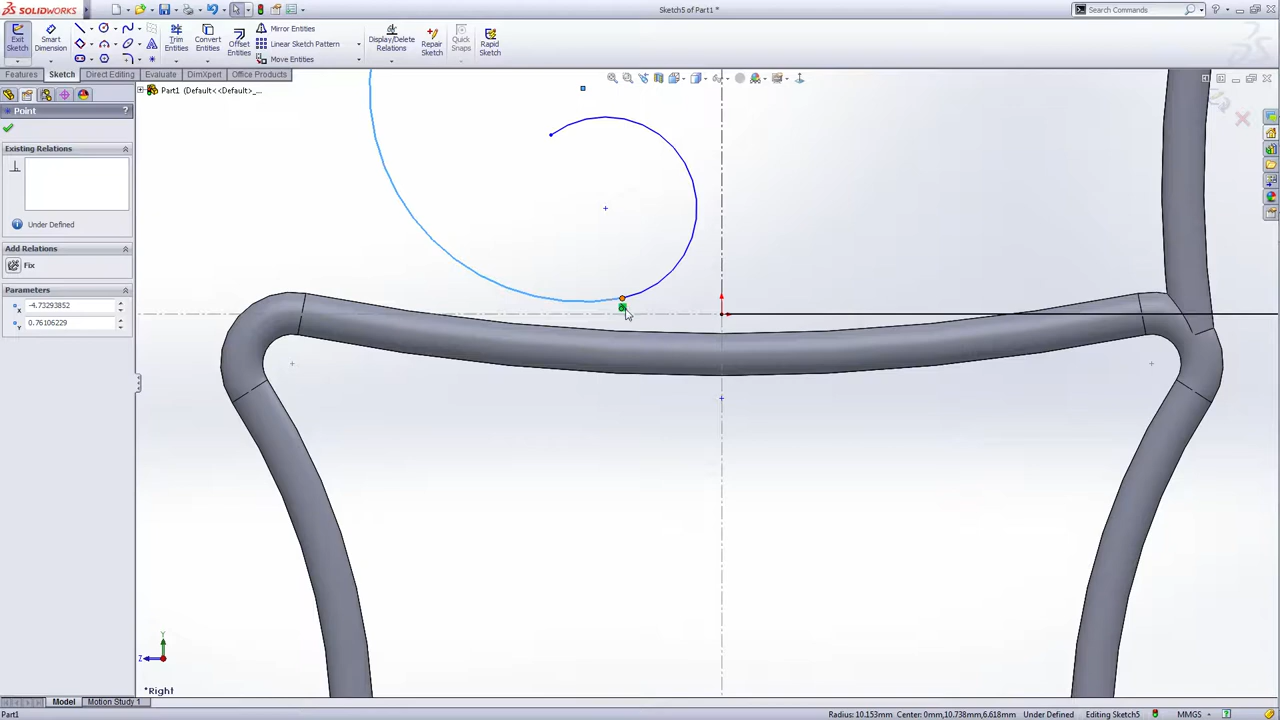 SOLIDWORKS
Sketch5 of Part1 *
Search Commands
Exit Sketch
Smart Dimension
Trim Entities
Convert Entities
Offset Entities
Mirror Entities
Linear Sketch Pattern
Move Entities
Display/Delete Relations
Repair Sketch
Quick Snaps
Rapid Sketch
Features
Sketch
Direct Editing
Evaluate
DimXpert
Office Products
Part1 (Default<<Default>_...
Point
?
Existing Relations
Under Defined
Add Relations
Fix
Parameters
-4.73293852
0.76106229
Y
Z
*Right
Model
Motion Study 1
Part1
Radius: 10.153mm Center: 0mm,10.738mm,6.618mm Under Defined Editing Sketch5 MMGS